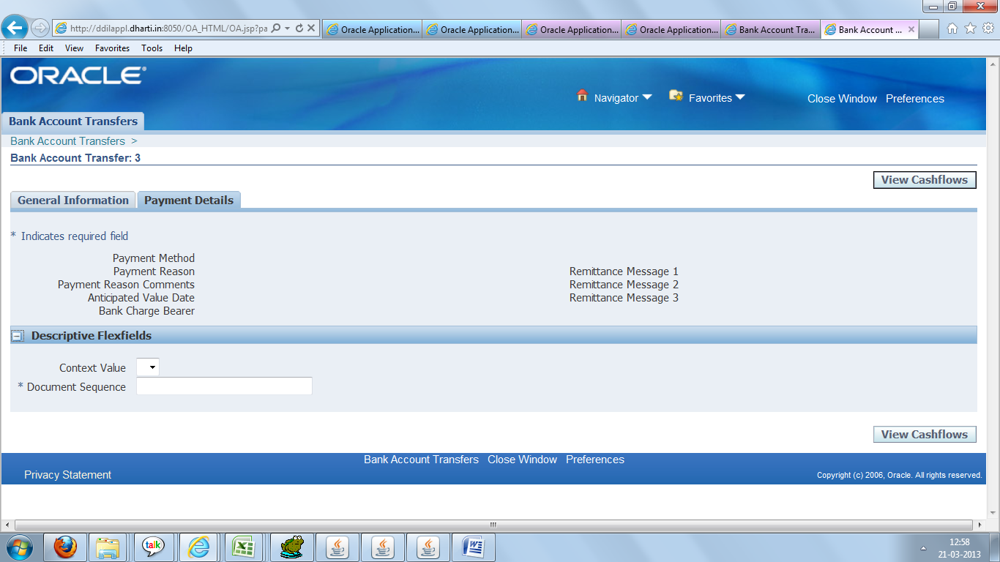 http://ddilappl.dharti.in:8050/OA_HTML/OA.jsp?pa
Oracle Application...
Oracle Application...
Oracle Application...
Oracle Application...
Bank Account Tra...
Bank Account ...
File Edit View Favorites Tools Help
ORACLE®
Navigator Favorites Close Window Preferences
Bank Account Transfers
Bank Account Transfers >
Bank Account Transfer: 3
View Cashflows
General Information Payment Details
* Indicates required field
Payment Method
Payment Reason Remittance Message 1
Payment Reason Comments Remittance Message 2
Anticipated Value Date Remittance Message 3
Bank Charge Bearer
Descriptive Flexfields
Context Value
* Document Sequence
View Cashflows
Bank Account Transfers Close Window Preferences
Privacy Statement Copyright (c) 2006, Oracle. All rights reserved.
talk
12:58
21-03-2013